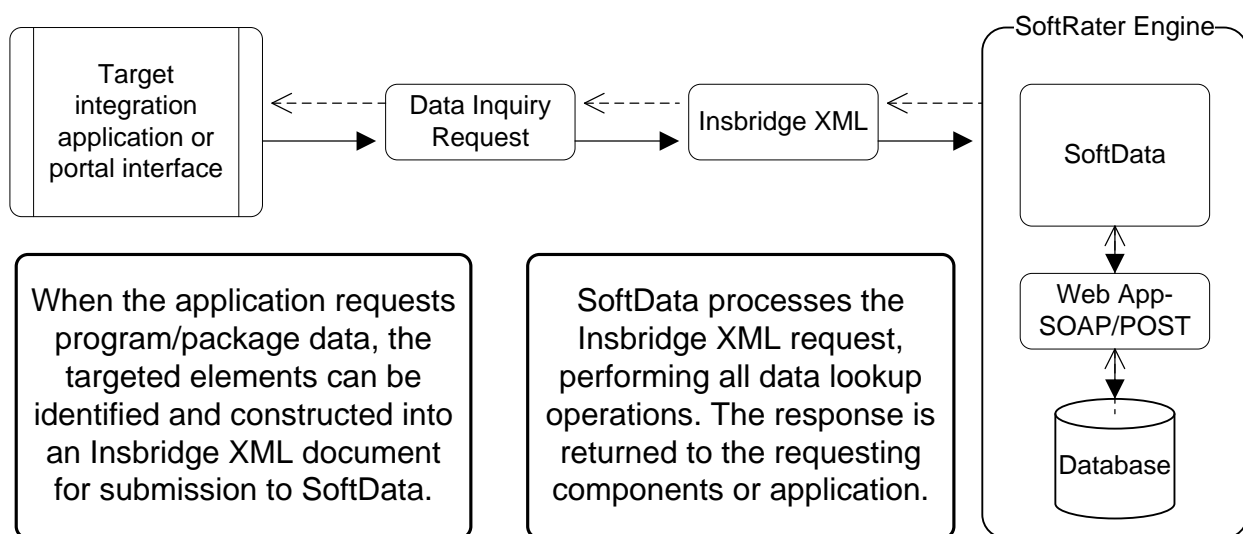 SoftRater Engine
Target
integration
application or
portal interface
Data Inquiry
Request
Insbridge XML
SoftData
Web App-
SOAP/POST
Database
When the application requests
program/package data, the
targeted elements can be
identified and constructed into
an Insbridge XML document
for submission to SoftData.
SoftData processes the
Insbridge XML request,
performing all data lookup
operations. The response is
returned to the requesting
components or application.